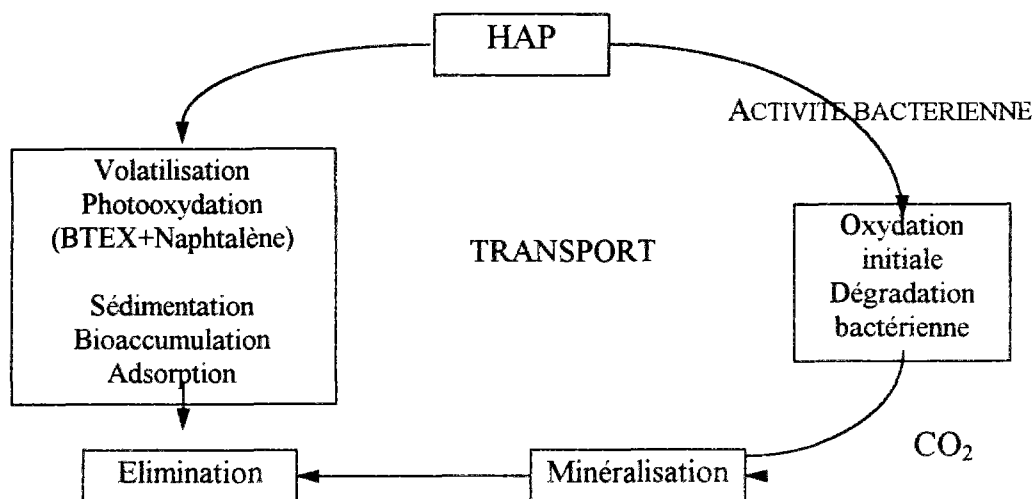 HAP
ACTIVITE BACTERIENNE
Volatilisation
Photooxydation
(BTEX+Naphtalène)
Sédimentation
Bioaccumulation
Adsorption
TRANSPORT
Oxydation
initiale
Dégradation
bactérienne
CO₂
Elimination
Minéralisation